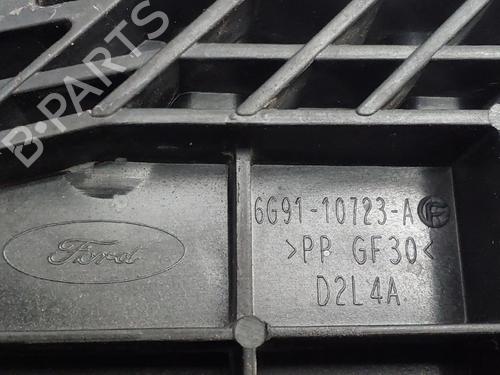 B-PARTS
Ford
6G91-10723-A
>PP GF30<
D2L4A